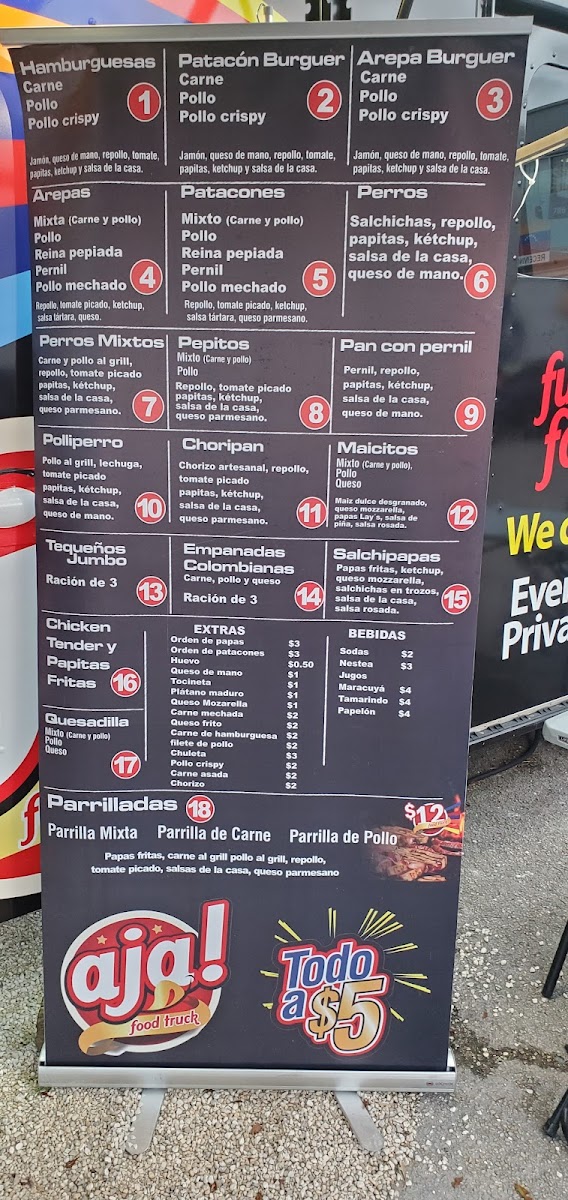 Hamburguesas
Carne
Pollo
Pollo crispy
1
Jamón, queso de mano, repollo, tomate,
papitas, ketchup y salsa de la casa.
Patacón Burguer
Carne
Pollo
Pollo crispy
2
Jamón, queso de mano, repollo, tomate,
papitas, ketchup y salsa de la casa.
Arepa Burguer
Carne
Pollo
Pollo crispy
3
Jamón, queso de mano, repollo, tomate,
papitas, ketchup y salsa de la casa.
Arepas
Mixta (Carne y pollo)
Pollo
Reina pepiada
Pernil
Pollo mechado
4
Repollo, tomate picado, ketchup,
salsa tártara, queso.
Patacones
Mixto (Carne y pollo)
Pollo
Reina pepiada
Pernil
Pollo mechado
5
Repollo, tomate picado, ketchup,
salsa tártara, queso parmesano.
Perros
Salchichas, repollo,
papitas, kétchup,
salsa de la casa,
queso de mano.
6
Perros Mixtos
Carne y pollo al grill,
repollo, tomate picado
papitas, kétchup,
salsa de la casa,
queso parmesano.
7
Pepitos
Mixto (Carne y pollo)
Pollo
Repollo, tomate picado
papitas, kétchup,
salsa de la casa,
queso parmesano.
8
Pan con pernil
Pernil, repollo,
papitas, kétchup,
salsa de la casa,
queso de mano.
9
Polliperro
Pollo al grill, lechuga,
tomate picado
papitas, kétchup,
salsa de la casa,
queso de mano.
10
Choripan
Chorizo artesanal, repollo,
tomate picado
papitas, kétchup,
salsa de la casa,
queso parmesano.
11
Maicitos
Mixto (Carne y pollo),
Pollo
Queso
Maiz dulce desgranado,
queso mozzarella,
papas Lay´s, salsa de
piña, salsa rosada.
12
Tequeños
Jumbo
Ración de 3
13
Empanadas
Colombianas
Carne, pollo y queso
Ración de 3
14
Salchipapas
Papas fritas, ketchup,
queso mozzarella,
salchichas en trozos,
salsa de la casa,
salsa rosada.
15
Chicken
Tender y
Papitas
Fritas
16
Quesadilla
Mixto (Carne y pollo)
Pollo
Queso
17
EXTRAS
Orden de papas $3
Orden de patacones $3
Huevo $0.50
Queso de mano $1
Tocineta $1
Plátano maduro $1
Queso Mozarella $1
Carne mechada $2
Queso frito $2
Carne de hamburguesa $2
filete de pollo $2
Chuleta $3
Pollo crispy $2
Carne asada $2
Chorizo $2
BEBIDAS
Sodas $2
Nestea $3
Jugos
Maracuyá $4
Tamarindo $4
Papelón $4
Parrilladas 18
Parrilla Mixta Parrilla de Carne Parrilla de Pollo
$12
Papas fritas, carne al grill pollo al grill, repollo,
tomate picado, salsas de la casa, queso parmesano
aja!
food truck
Todo
a $5
We